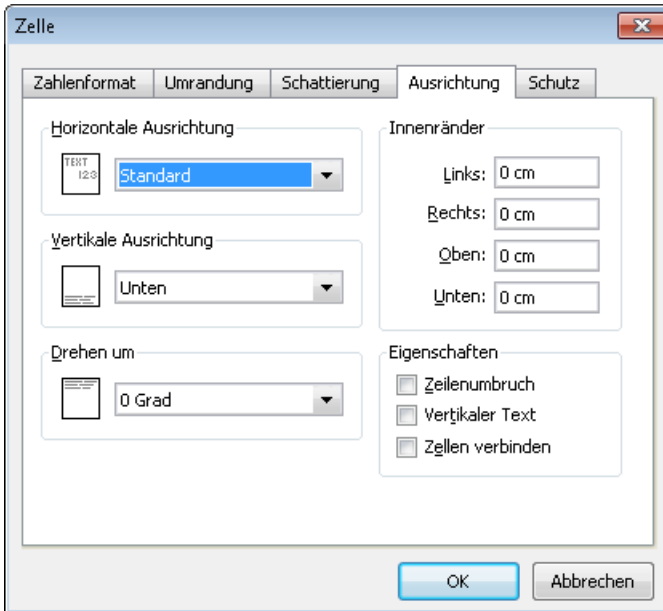 Zelle
Zahlenformat Umrandung Schattierung Ausrichtung Schutz
Horizontale Ausrichtung
TEXT
123
Standard
Vertikale Ausrichtung
Unten
Drehen um
0 Grad
Innenränder
Links: 0 cm
Rechts: 0 cm
Oben: 0 cm
Unten: 0 cm
Eigenschaften
Zeilenumbruch
Vertikaler Text
Zellen verbinden
OK Abbrechen